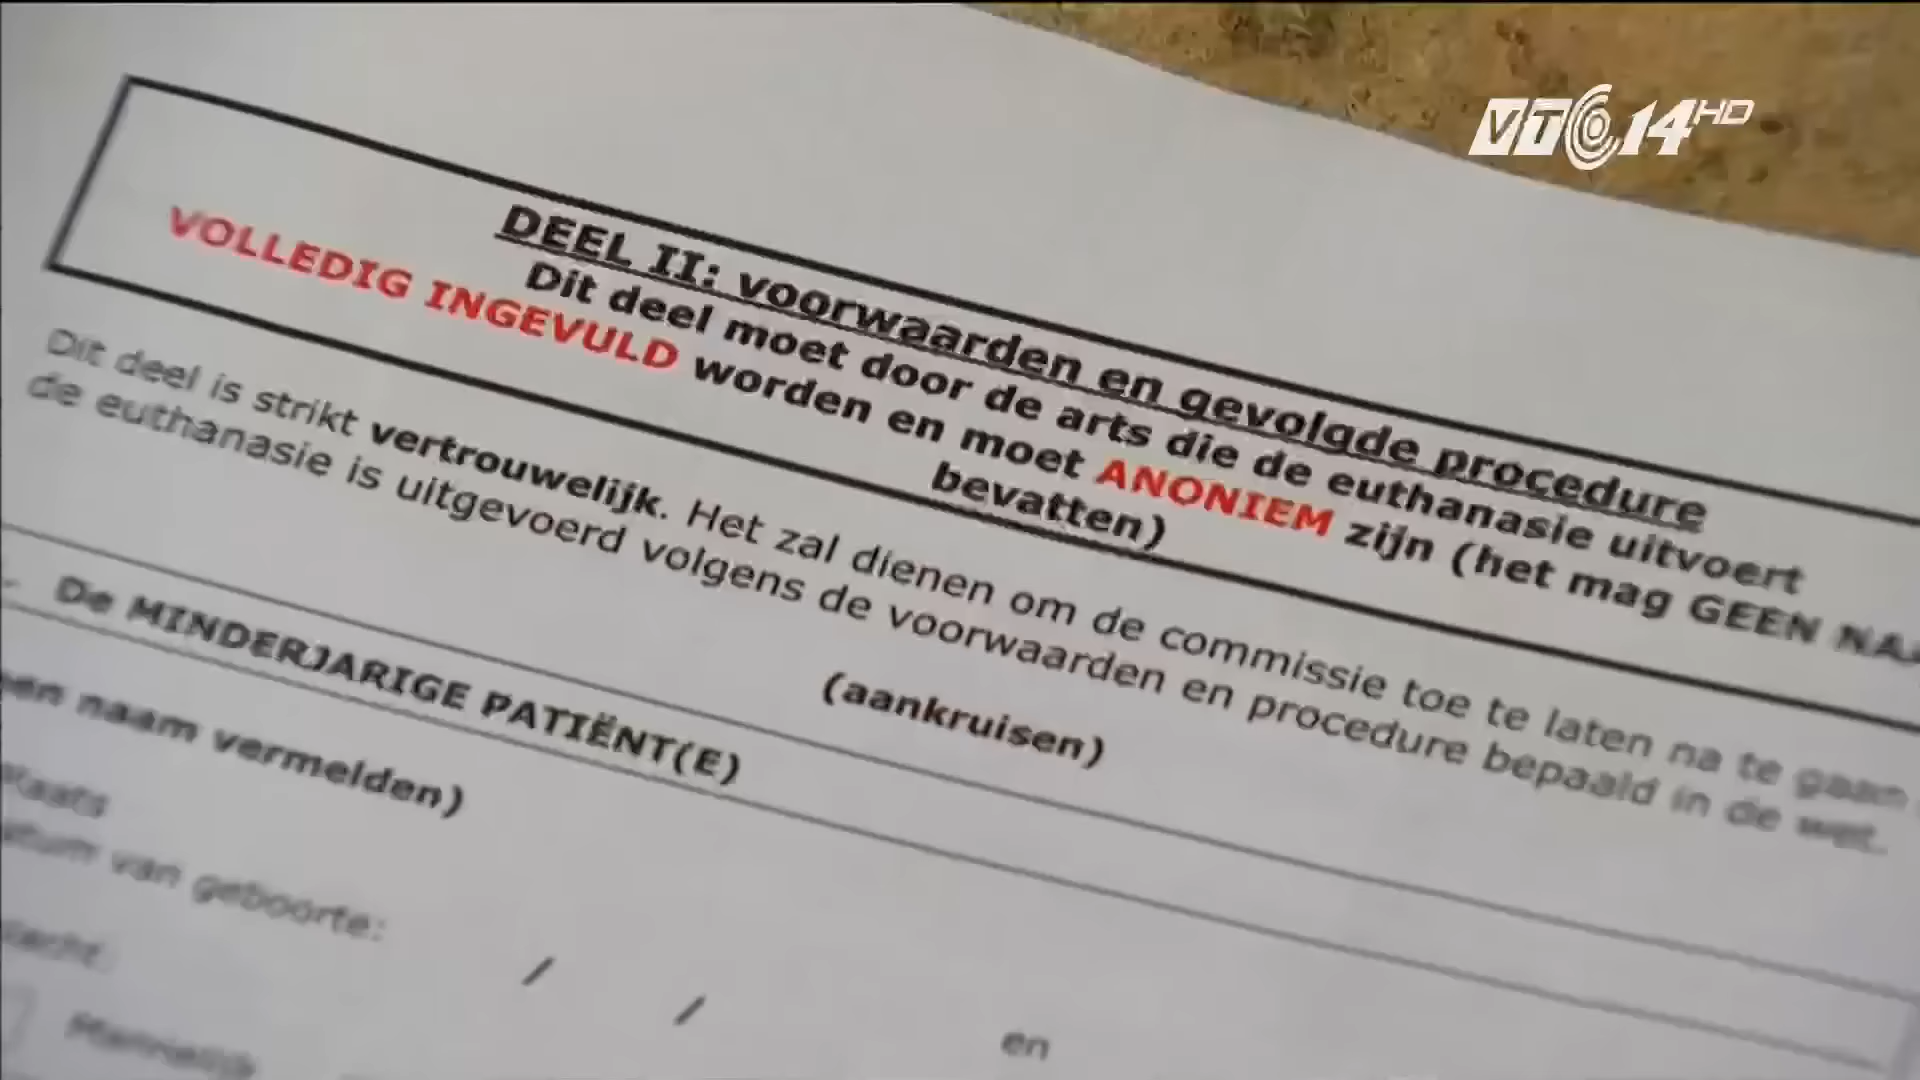 VTC14 HD
DEEL II: voorwaarden en gevolgde procedure
Dit deel moet door de arts die de euthanasie uitvoert
VOLLEDIG INGEVULD worden en moet ANONIEM zijn (het mag GEEN
bevatten)
Dit deel is strikt vertrouwelijk. Het zal dienen om de commissie toe te laten na te gaan
de euthanasie is uitgevoerd volgens de voorwaarden en procedure bepaald in de wet.
De MINDERJARIGE PATIËNT(E) (aankruisen)
naam vermelden)
van geboorte:
/ / en
Mannelijk